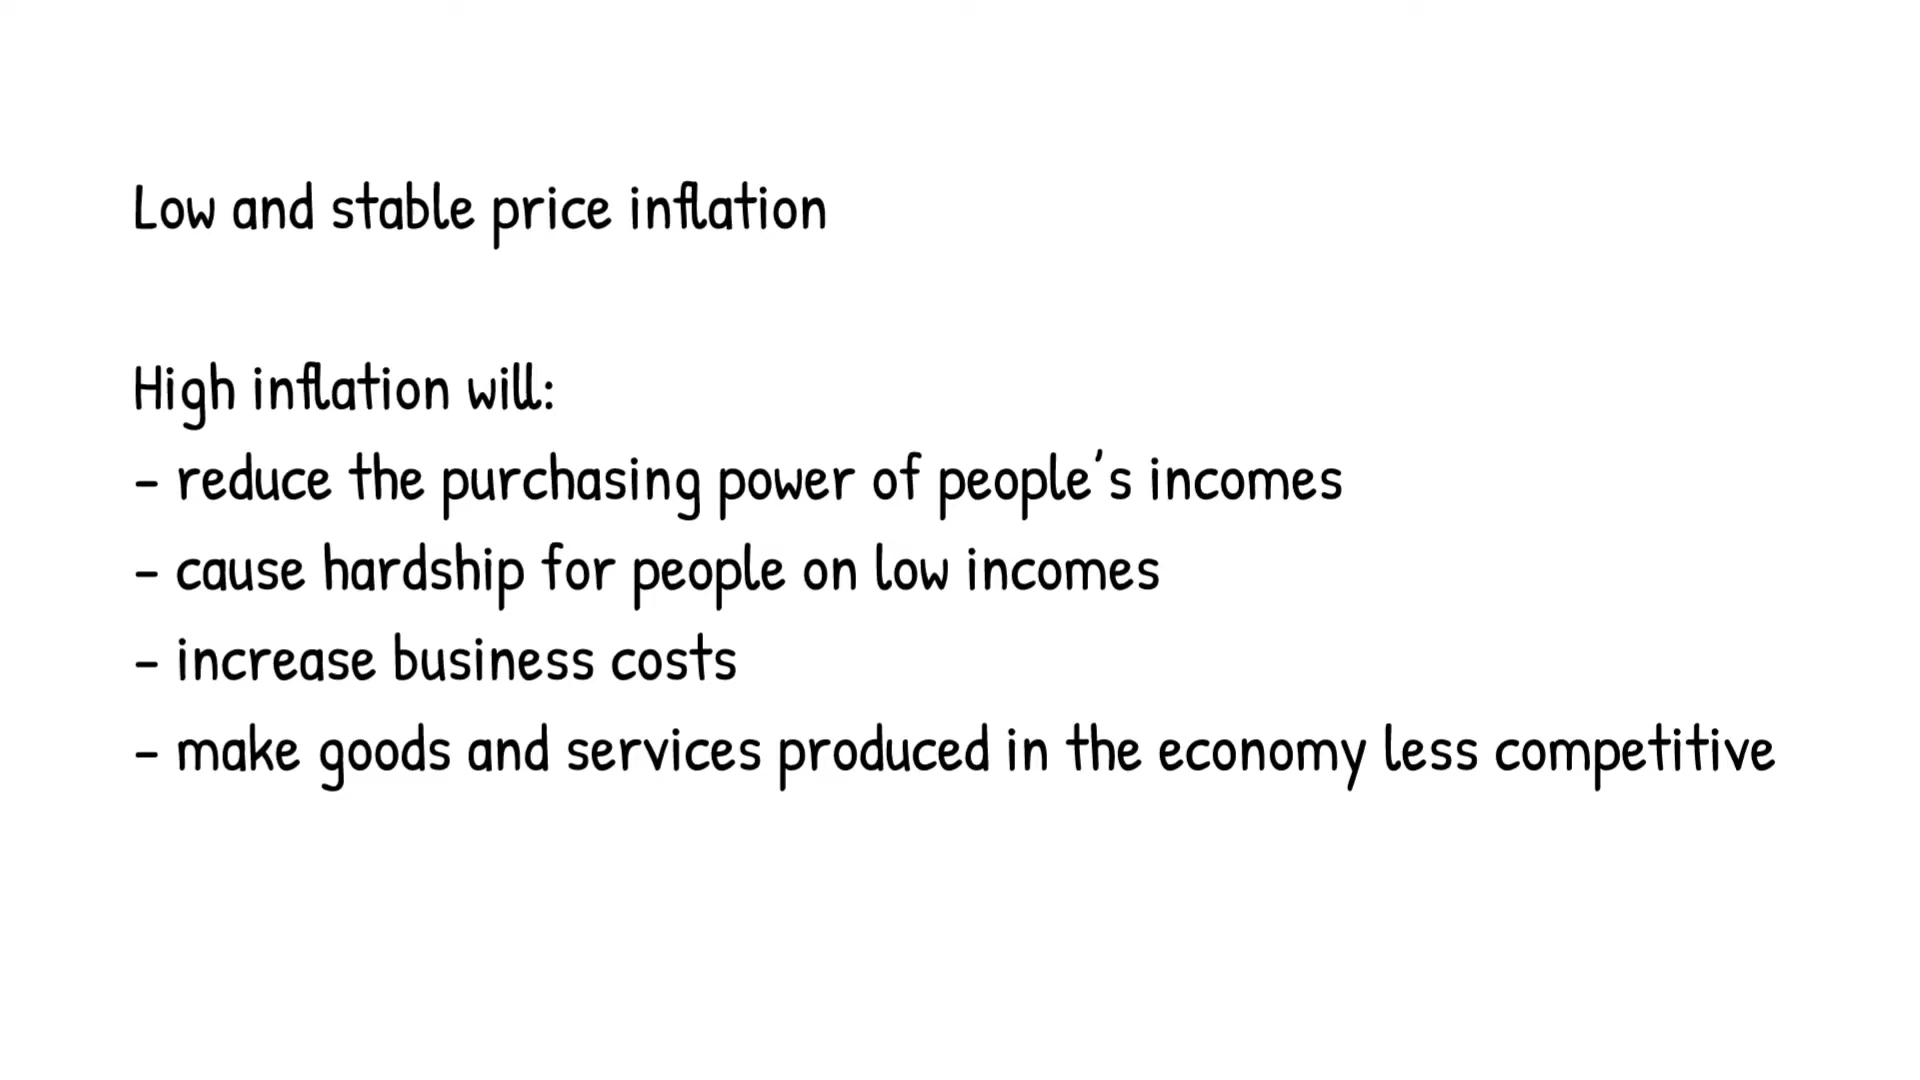 Low and stable price inflation
High inflation will:
- reduce the purchasing power of people's incomes
- cause hardship for people on low incomes
- increase business costs
- make goods and services produced in the economy less competitive